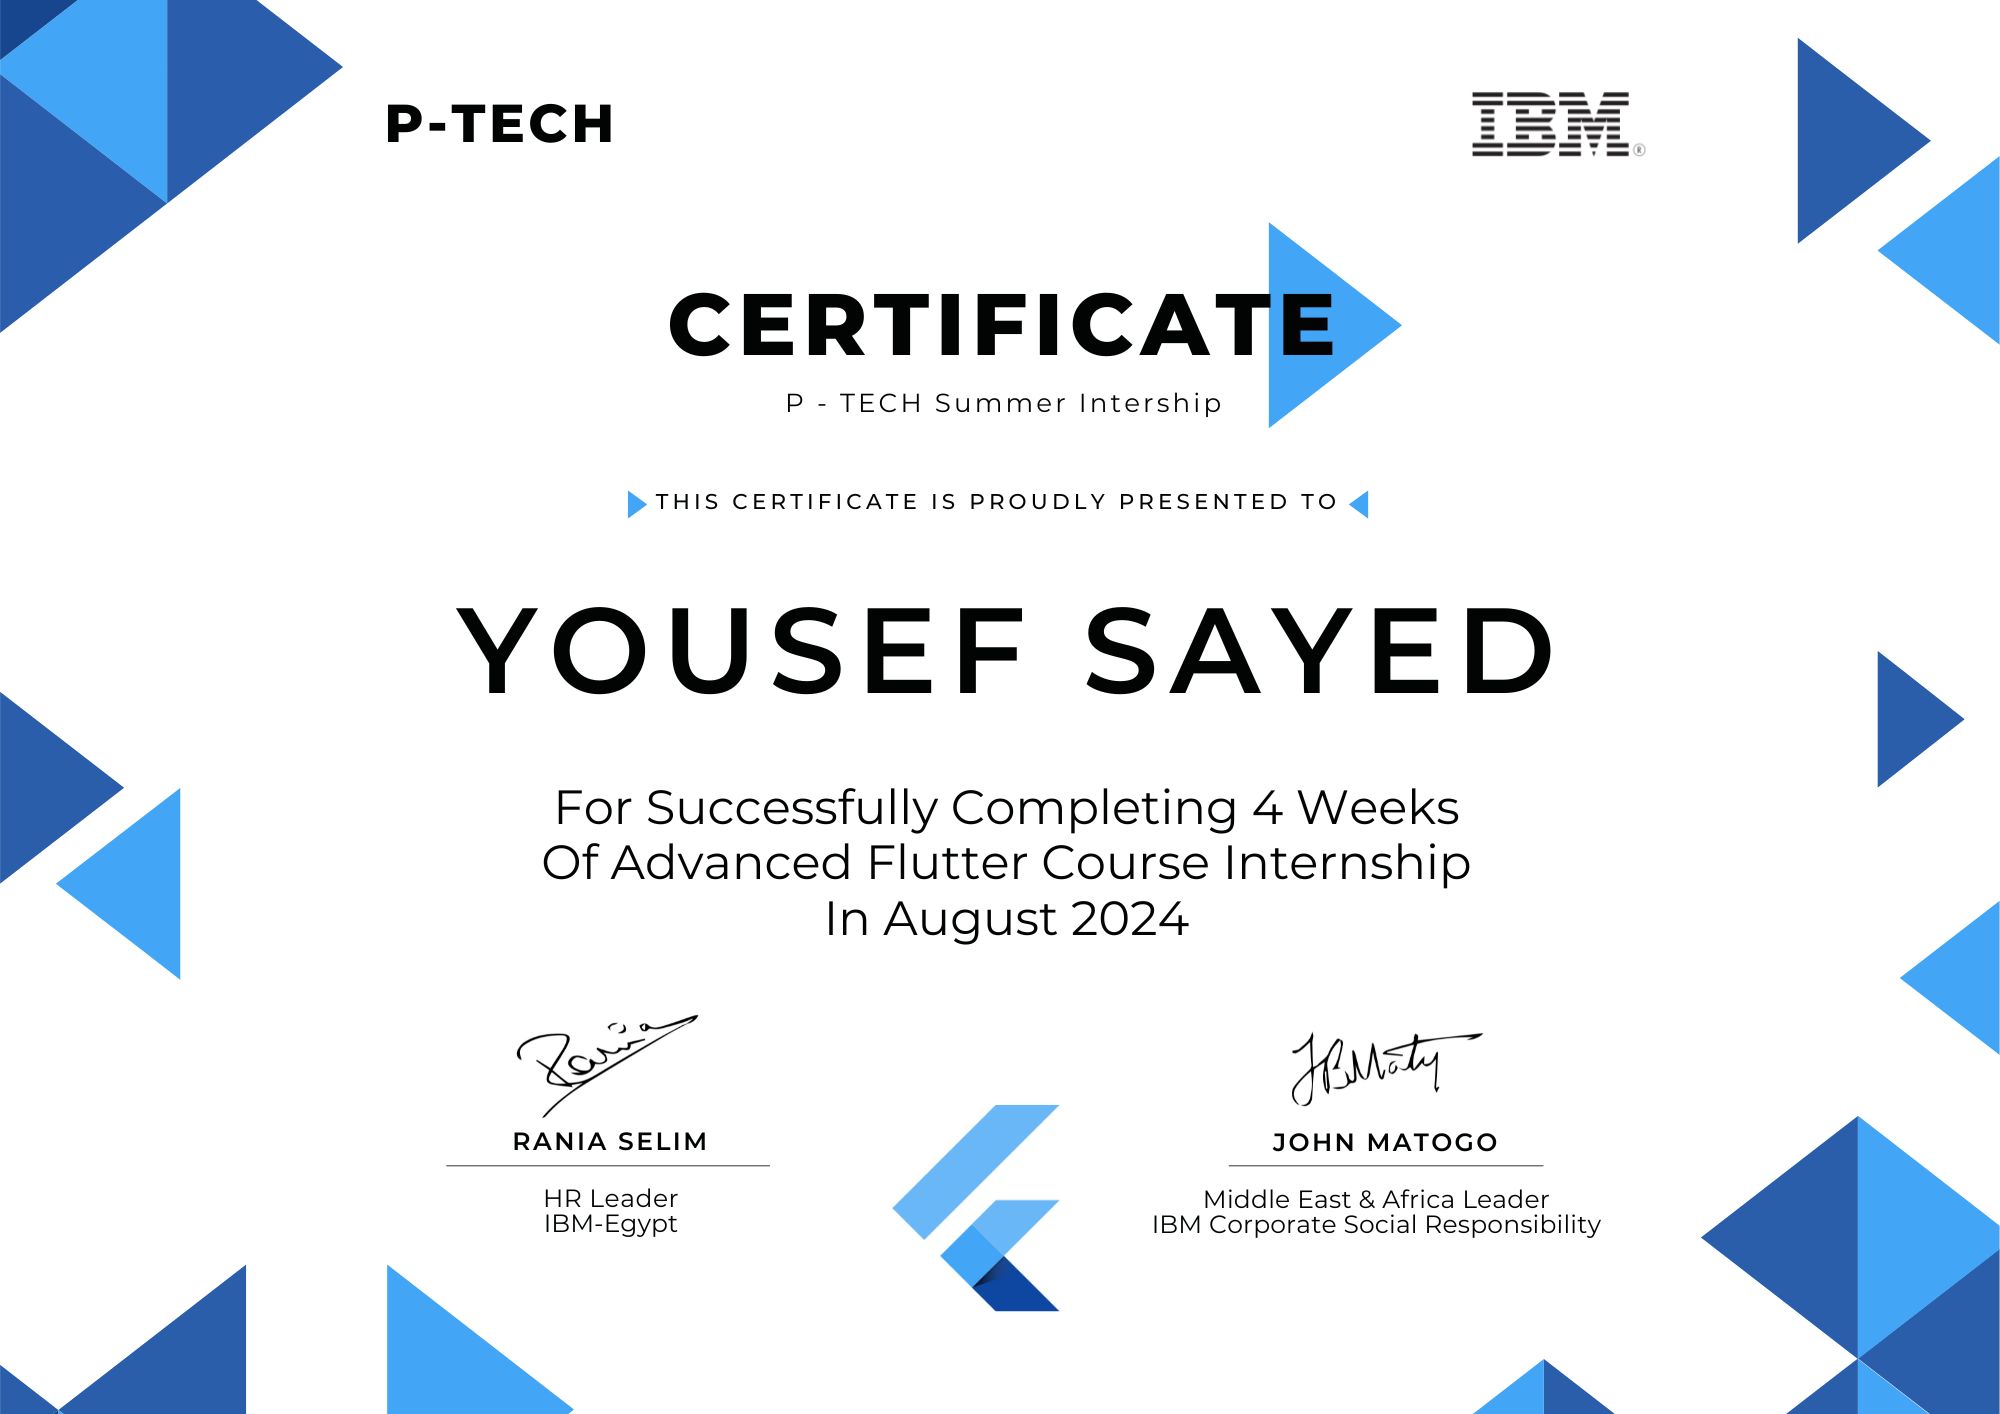 P-TECH
IBM®
CERTIFICATE
P - TECH Summer Intership
THIS CERTIFICATE IS PROUDLY PRESENTED TO
YOUSEF SAYED
For Successfully Completing 4 Weeks
Of Advanced Flutter Course Internship
In August 2024
Rania
RANIA SELIM
JOHN MATOGO
HR Leader
IBM-Egypt
Middle East & Africa Leader
IBM Corporate Social Responsibility